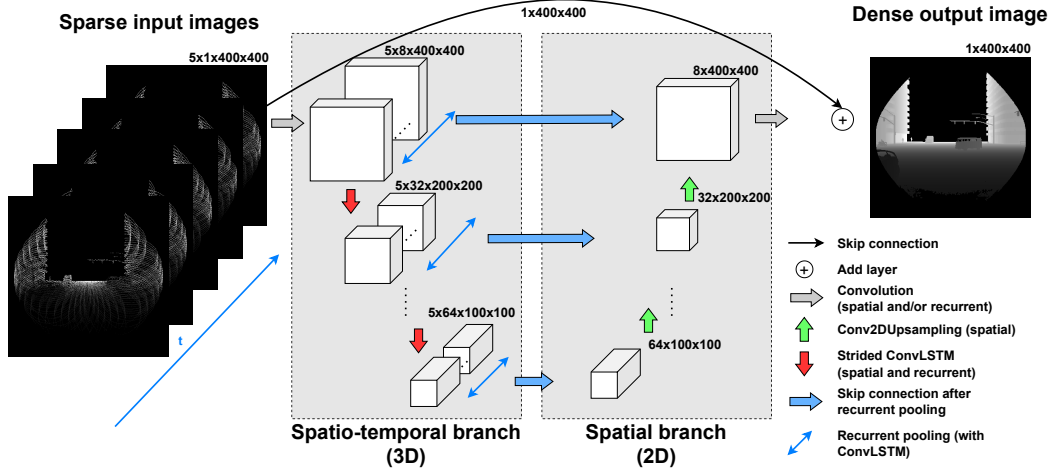 Sparse input images
1x400x400
Dense output image
5x1x400x400
5x8x400x400
8x400x400
1x400x400
+
5x32x200x200
32x200x200
5x64x100x100
64x100x100
t
Spatio-temporal branch
(3D)
Spatial branch
(2D)
Skip connection
+
Add layer
Convolution
(spatial and/or recurrent)
Conv2DUpsampling (spatial)
Strided ConvLSTM
(spatial and recurrent)
Skip connection after
recurrent pooling
Recurrent pooling (with
ConvLSTM)